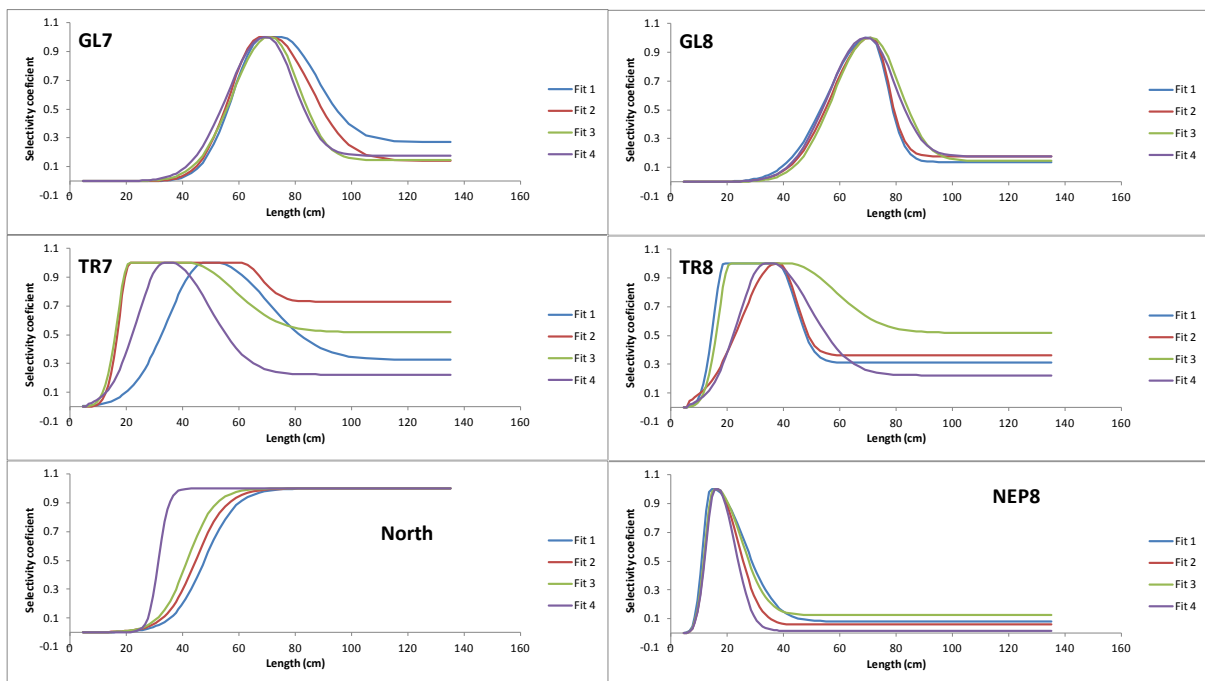 GL7
Selectivity coeficient
1.1
0.9
0.7
0.5
0.3
0.1
-0.1
0 20 40 60 80 100 120 140 160
Length (cm)
Fit 1
Fit 2
Fit 3
Fit 4
GL8
Selectivity coeficient
1.1
0.9
0.7
0.5
0.3
0.1
-0.1
0 20 40 60 80 100 120 140 160
Length (cm)
Fit 1
Fit 2
Fit 3
Fit 4
TR7
Selectivity coeficient
1.1
0.9
0.7
0.5
0.3
0.1
-0.1
0 20 40 60 80 100 120 140 160
Length (cm)
Fit 1
Fit 2
Fit 3
Fit 4
TR8
Selectivity coeficient
1.1
0.9
0.7
0.5
0.3
0.1
-0.1
0 20 40 60 80 100 120 140 160
Length (cm)
Fit 1
Fit 2
Fit 3
Fit 4
North
Selectivity coeficient
1.1
0.9
0.7
0.5
0.3
0.1
-0.1
0 20 40 60 80 100 120 140 160
Length (cm)
Fit 1
Fit 2
Fit 3
Fit 4
NEP8
Selectivity coeficient
1.1
0.9
0.7
0.5
0.3
0.1
-0.1
0 20 40 60 80 100 120 140 160
Length (cm)
Fit 1
Fit 2
Fit 3
Fit 4